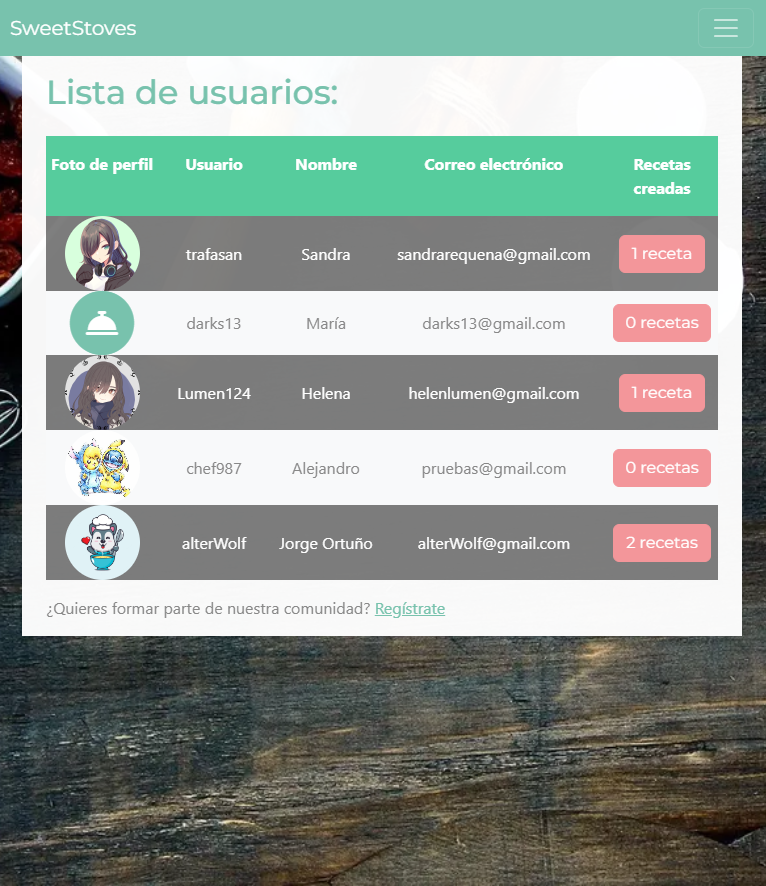 SweetStoves
Lista de usuarios:
Foto de perfil Usuario Nombre Correo electrónico Recetas creadas
trafasan Sandra sandrarequena@gmail.com 1 receta
darks13 María darks13@gmail.com 0 recetas
Lumen124 Helena helenlumen@gmail.com 1 receta
chef987 Alejandro pruebas@gmail.com 0 recetas
alterWolf Jorge Ortuño alterWolf@gmail.com 2 recetas
¿Quieres formar parte de nuestra comunidad? Regístrate